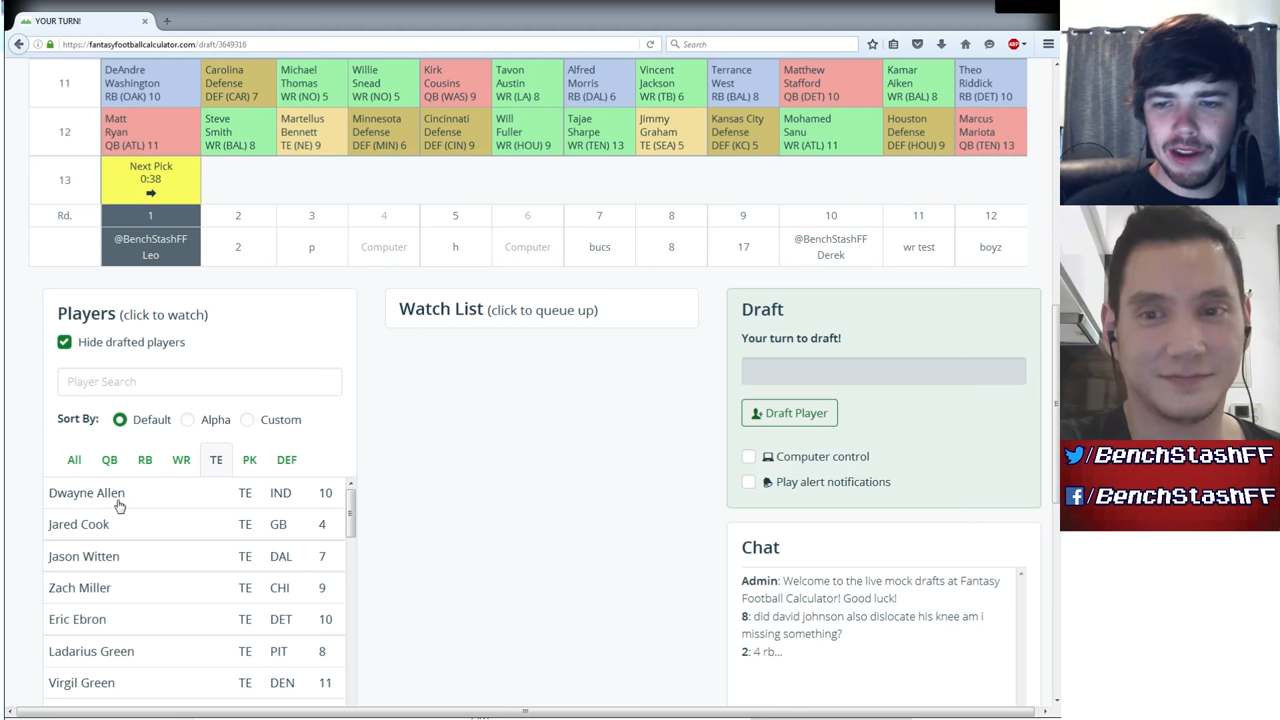 YOUR TURN!
https://fantasyfootballcalculator.com/draft/3649316
Search
ABP
11
DeAndre Washington RB (OAK) 10
Carolina Defense DEF (CAR) 7
Michael Thomas WR (NO) 5
Willie Snead WR (NO) 5
Kirk Cousins QB (WAS) 9
Tavon Austin WR (LA) 8
Alfred Morris RB (DAL) 6
Vincent Jackson WR (TB) 6
Terrance West RB (BAL) 8
Matthew Stafford QB (DET) 10
Kamar Aiken WR (BAL) 8
Theo Riddick RB (DET) 10
12
Matt Ryan QB (ATL) 11
Steve Smith WR (BAL) 8
Martellus Bennett TE (NE) 9
Minnesota Defense DEF (MIN) 6
Cincinnati Defense DEF (CIN) 9
Will Fuller WR (HOU) 9
Tajae Sharpe WR (TEN) 13
Jimmy Graham TE (SEA) 5
Kansas City Defense DEF (KC) 5
Mohamed Sanu WR (ATL) 11
Houston Defense DEF (HOU) 9
Marcus Mariota QB (TEN) 13
13
Next Pick
0:38
Rd. 1 2 3 4 5 6 7 8 9 10 11 12
@BenchStashFF Leo 2 p Computer h Computer bucs 8 17 @BenchStashFF Derek wr test boyz
Players (click to watch)
Hide drafted players
Player Search
Sort By: Default Alpha Custom
All QB RB WR TE PK DEF
Dwayne Allen TE IND 10
Jared Cook TE GB 4
Jason Witten TE DAL 7
Zach Miller TE CHI 9
Eric Ebron TE DET 10
Ladarius Green TE PIT 8
Virgil Green TE DEN 11
Watch List (click to queue up)
Draft
Your turn to draft!
Draft Player
Computer control
Play alert notifications
Chat
Admin: Welcome to the live mock drafts at Fantasy
Football Calculator! Good luck!
8: did david johnson also dislocate his knee am i
missing something?
2: 4 rb...
/BenchStashFF
/BenchStashFF